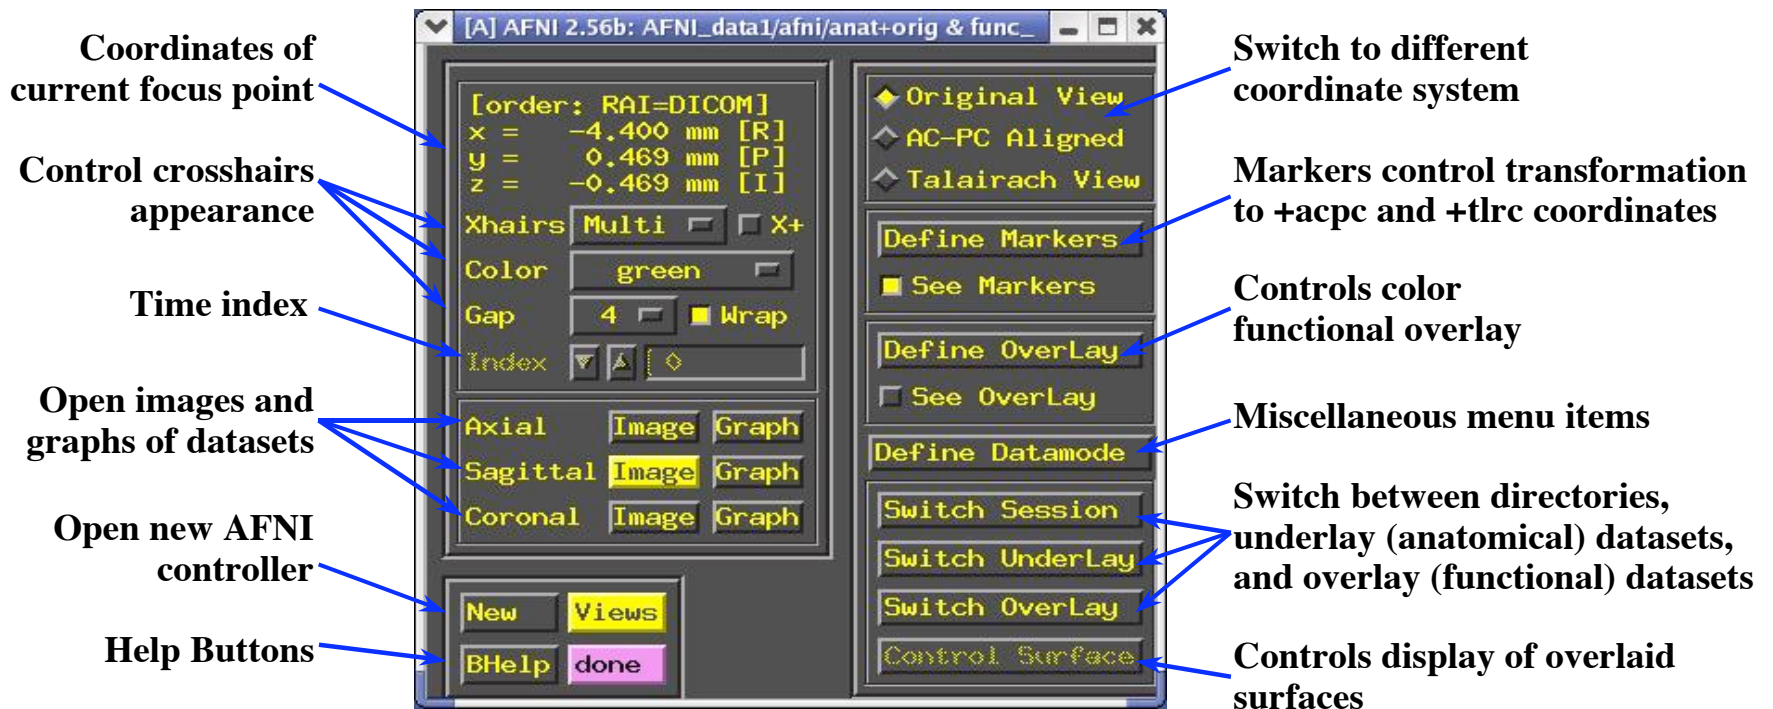 [A] AFNI 2.56b: AFNI_data1/afni/anat+orig & func_
Coordinates of
current focus point
Control crosshairs
appearance
Time index
Open images and
graphs of datasets
Open new AFNI
controller
Help Buttons
[order: RAI=DICOM]
x = -4.400 mm [R]
y = 0.469 mm [P]
z = -0.469 mm [I]
Xhairs Multi X+
Color green
Gap 4 Wrap
Index 0
Axial Image Graph
Sagittal Image Graph
Coronal Image Graph
New Views
BHelp done
Original View
AC-PC Aligned
Talairach View
Define Markers
See Markers
Define OverLay
See OverLay
Define Datamode
Switch Session
Switch UnderLay
Switch OverLay
Control Surface
Switch to different
coordinate system
Markers control transformation
to +acpc and +tlrc coordinates
Controls color
functional overlay
Miscellaneous menu items
Switch between directories,
underlay (anatomical) datasets,
and overlay (functional) datasets
Controls display of overlaid
surfaces